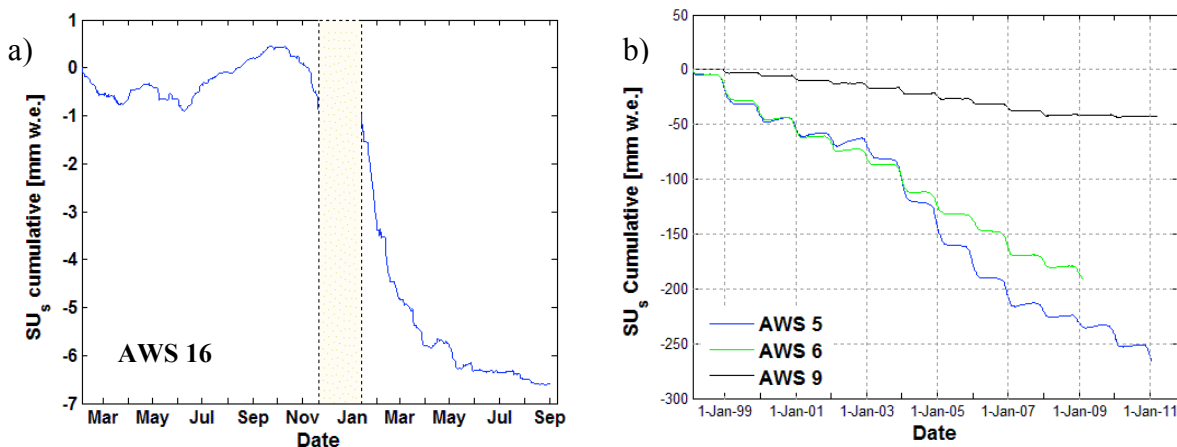 a)
SU_s cumulative [mm w.e.]
1
0
-1
-2
-3
-4
-5
-6
-7
AWS 16
Mar May Jul Sep Nov Jan Mar May Jul Sep
Date
b)
SU_s Cumulative [mm w.e.]
50
0
-50
-100
-150
-200
-250
-300
AWS 5
AWS 6
AWS 9
1-Jan-99 1-Jan-01 1-Jan-03 1-Jan-05 1-Jan-07 1-Jan-09 1-Jan-11
Date